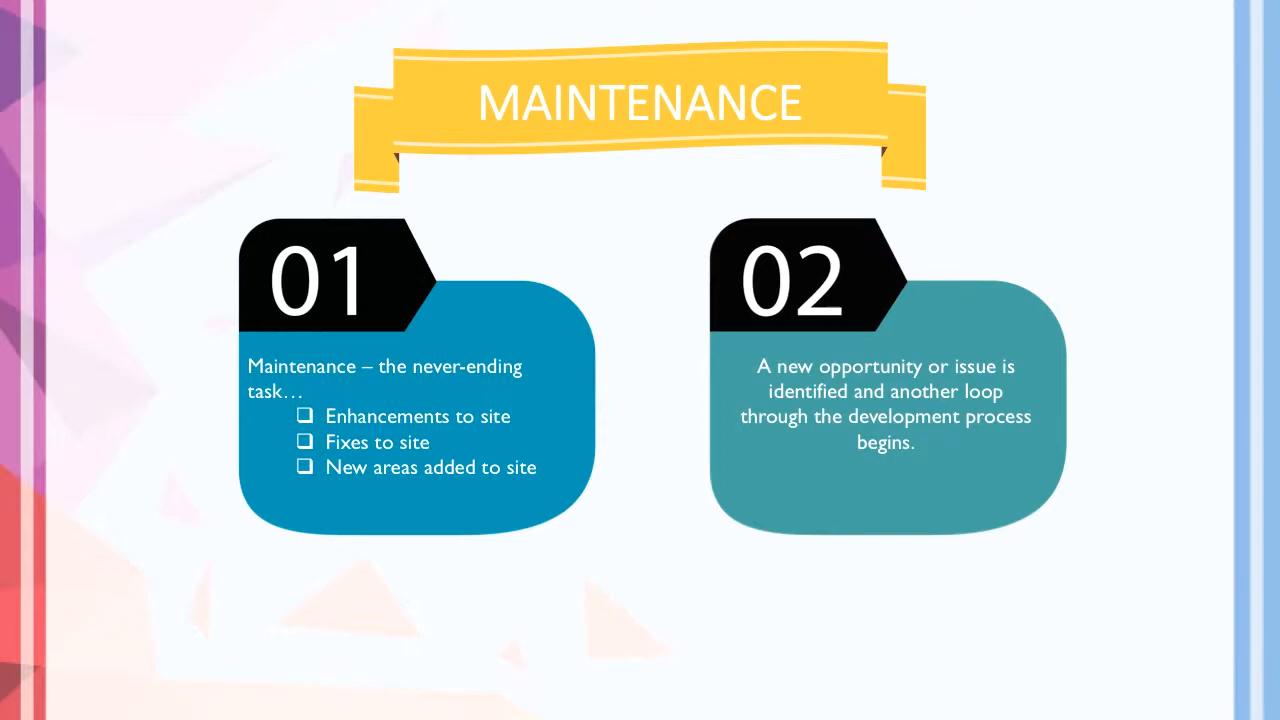 MAINTENANCE
01
Maintenance – the never-ending
task…
❑ Enhancements to site
❑ Fixes to site
❑ New areas added to site
02
A new opportunity or issue is
identified and another loop
through the development process
begins.